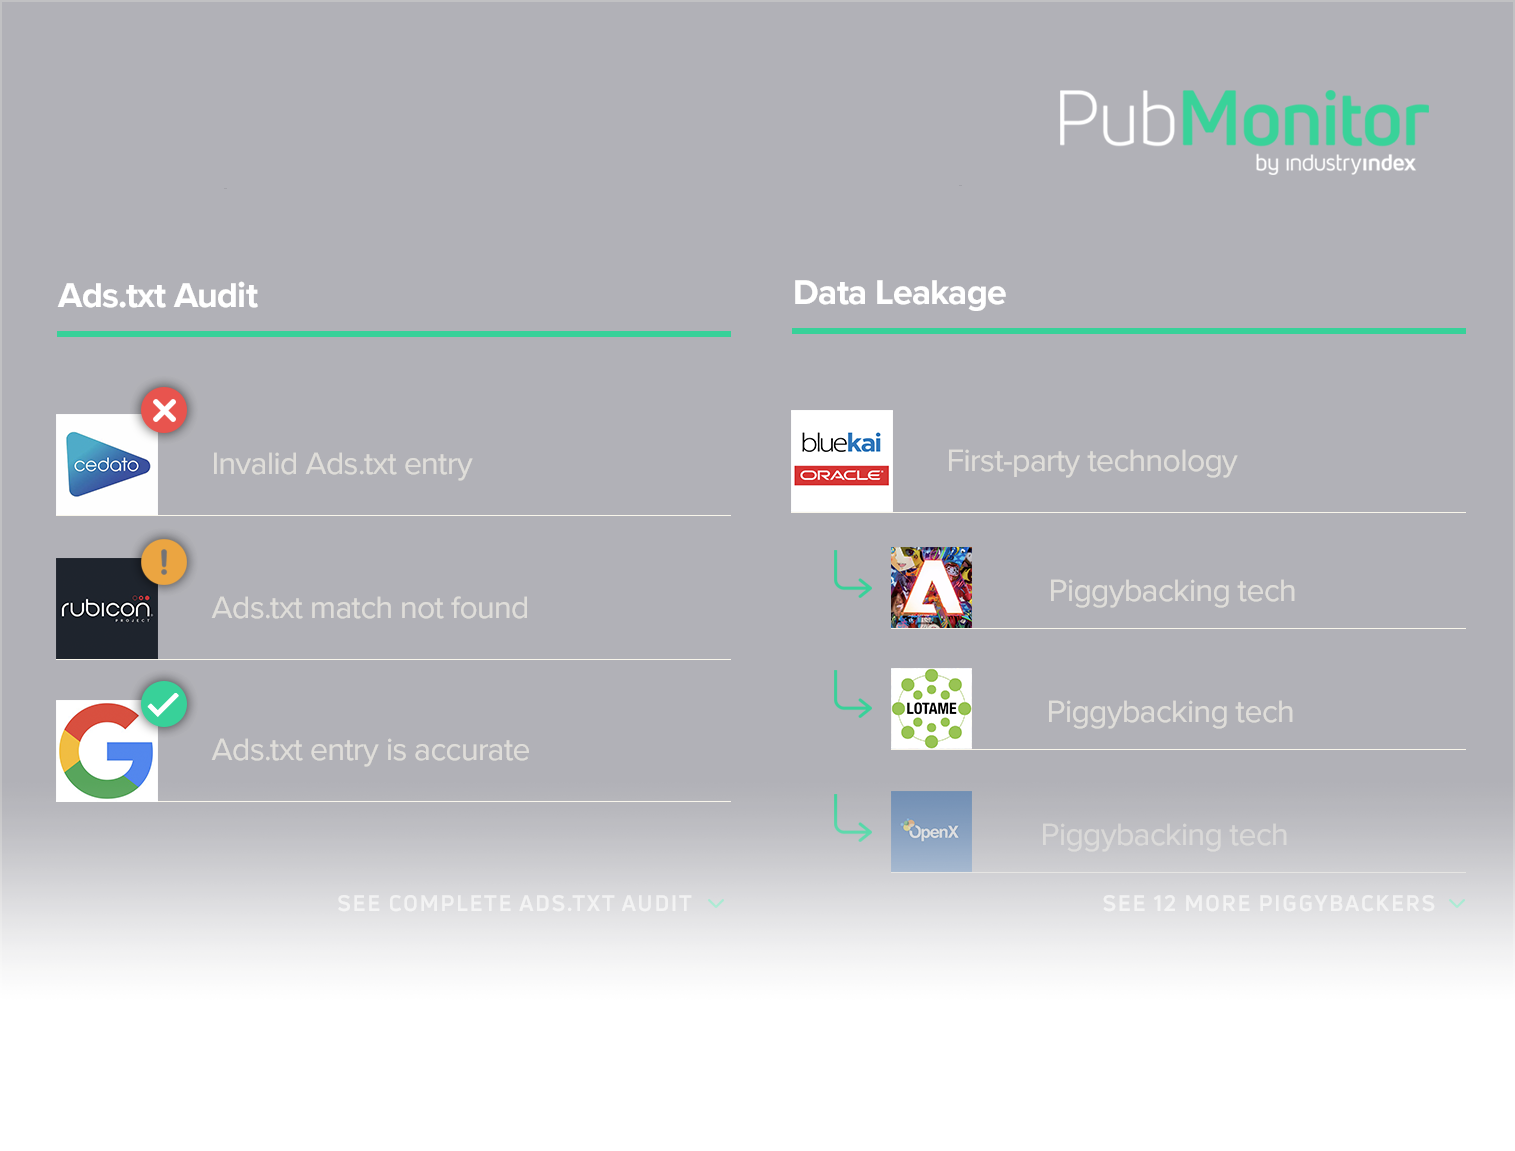 PubMonitor
by industryindex
Ads.txt Audit
cedato
Invalid Ads.txt entry
rubicon
PROJECT
Ads.txt match not found
Ads.txt entry is accurate
SEE COMPLETE ADS.TXT AUDIT
Data Leakage
bluekai
ORACLE
First-party technology
Piggybacking tech
LOTAME
Piggybacking tech
OpenX
Piggybacking tech
SEE 12 MORE PIGGYBACKERS